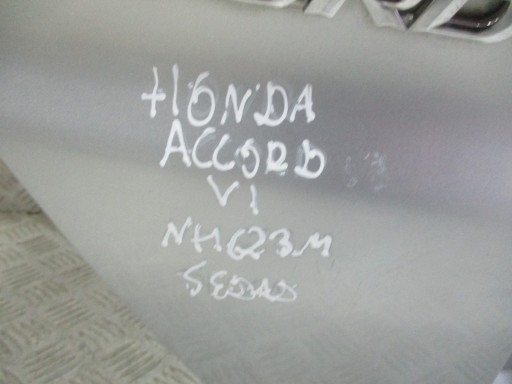 HONDA
ACCORD
VI
NH623M
SEDAN